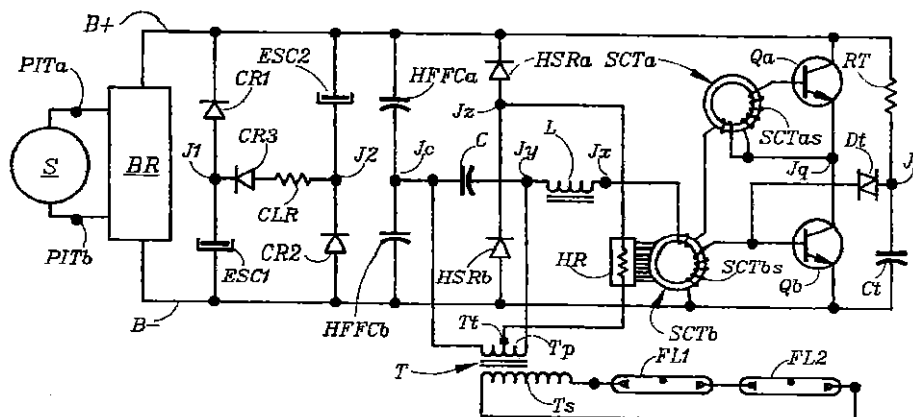 B+
PITa
S
BR
PITb
B-
CR1
ESC2
J1
CR3
CLR
J2
ESC1
CR2
HFFCa
Jc
HFFCb
C
HSRa
Jz
Jy
L
Jx
HSRb
HR
SCTa
SCTas
SCTbs
SCTb
Qa
RT
Dt
J
Jq
Qb
Ct
Tt
Tp
T
Ts
FL1
FL2